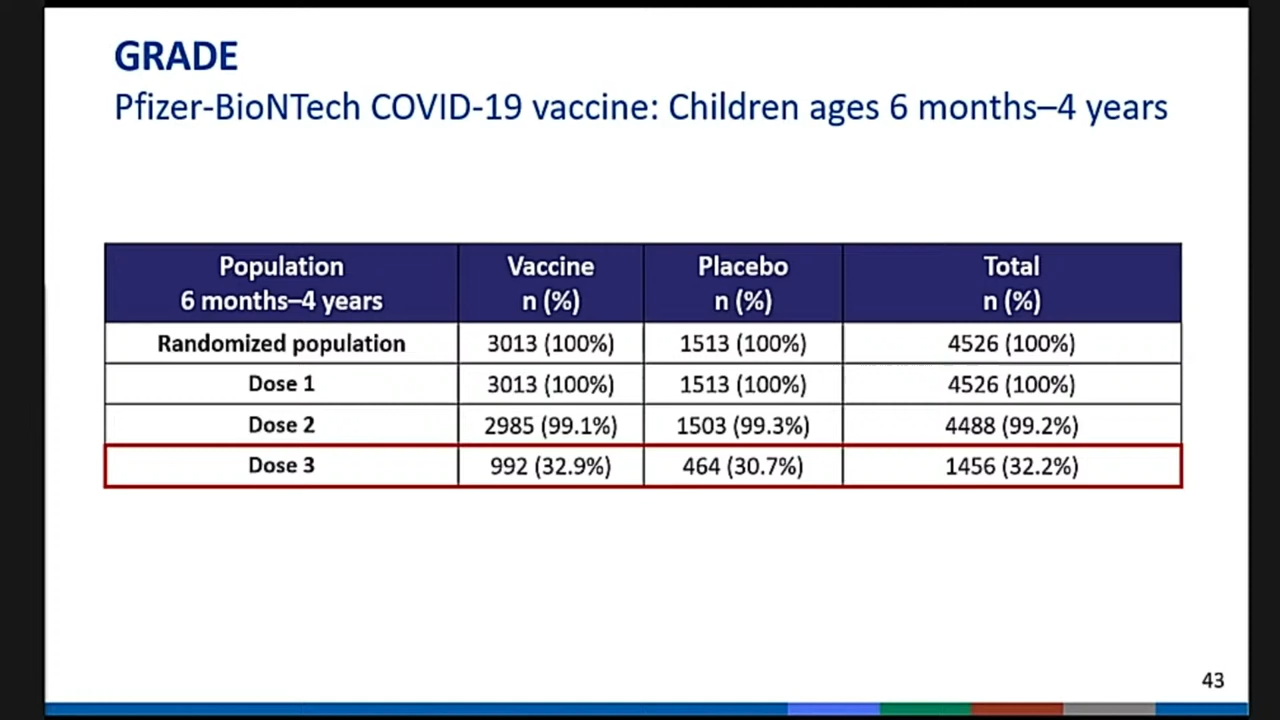 GRADE
Pfizer-BioNTech COVID-19 vaccine: Children ages 6 months–4 years
Population 6 months–4 years Vaccine n (%) Placebo n (%) Total n (%)
Randomized population 3013 (100%) 1513 (100%) 4526 (100%)
Dose 1 3013 (100%) 1513 (100%) 4526 (100%)
Dose 2 2985 (99.1%) 1503 (99.3%) 4488 (99.2%)
Dose 3 992 (32.9%) 464 (30.7%) 1456 (32.2%)
43